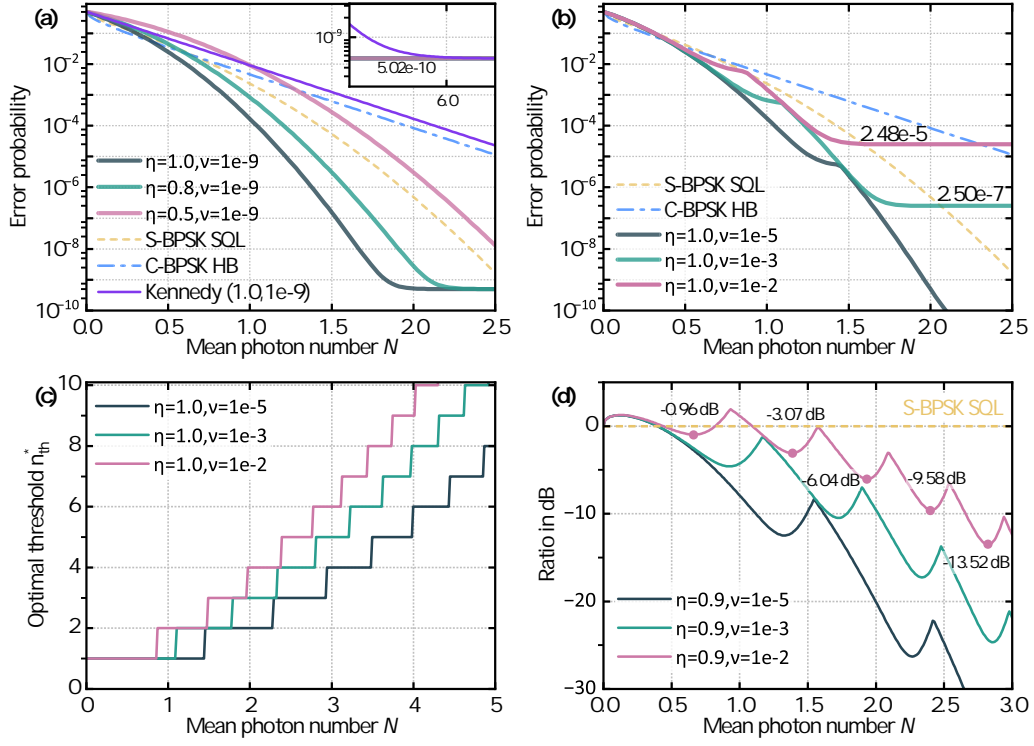 (a)
10⁻²
10⁻⁴
10⁻⁶
10⁻⁸
10⁻¹⁰
Error probability
10⁻⁹
5.02e-10
6.0
η=1.0,ν=1e-9
η=0.8,ν=1e-9
η=0.5,ν=1e-9
S-BPSK SQL
C-BPSK HB
Kennedy (1.0,1e-9)
0.0 0.5 1.0 1.5 2.0 2.5
Mean photon number N
(b)
10⁻²
10⁻⁴
10⁻⁶
10⁻⁸
10⁻¹⁰
Error probability
2.48e-5
2.50e-7
S-BPSK SQL
C-BPSK HB
η=1.0,ν=1e-5
η=1.0,ν=1e-3
η=1.0,ν=1e-2
0.0 0.5 1.0 1.5 2.0 2.5
Mean photon number N
(c)
10
8
6
4
2
0
Optimal threshold n*th
η=1.0,ν=1e-5
η=1.0,ν=1e-3
η=1.0,ν=1e-2
0 1 2 3 4 5
Mean photon number N
(d)
0
−10
−20
−30
Ratio in dB
S-BPSK SQL
-0.96 dB
-3.07 dB
-6.04 dB
-9.58 dB
-13.52 dB
η=0.9,ν=1e-5
η=0.9,ν=1e-3
η=0.9,ν=1e-2
0.0 0.5 1.0 1.5 2.0 2.5 3.0
Mean photon number N